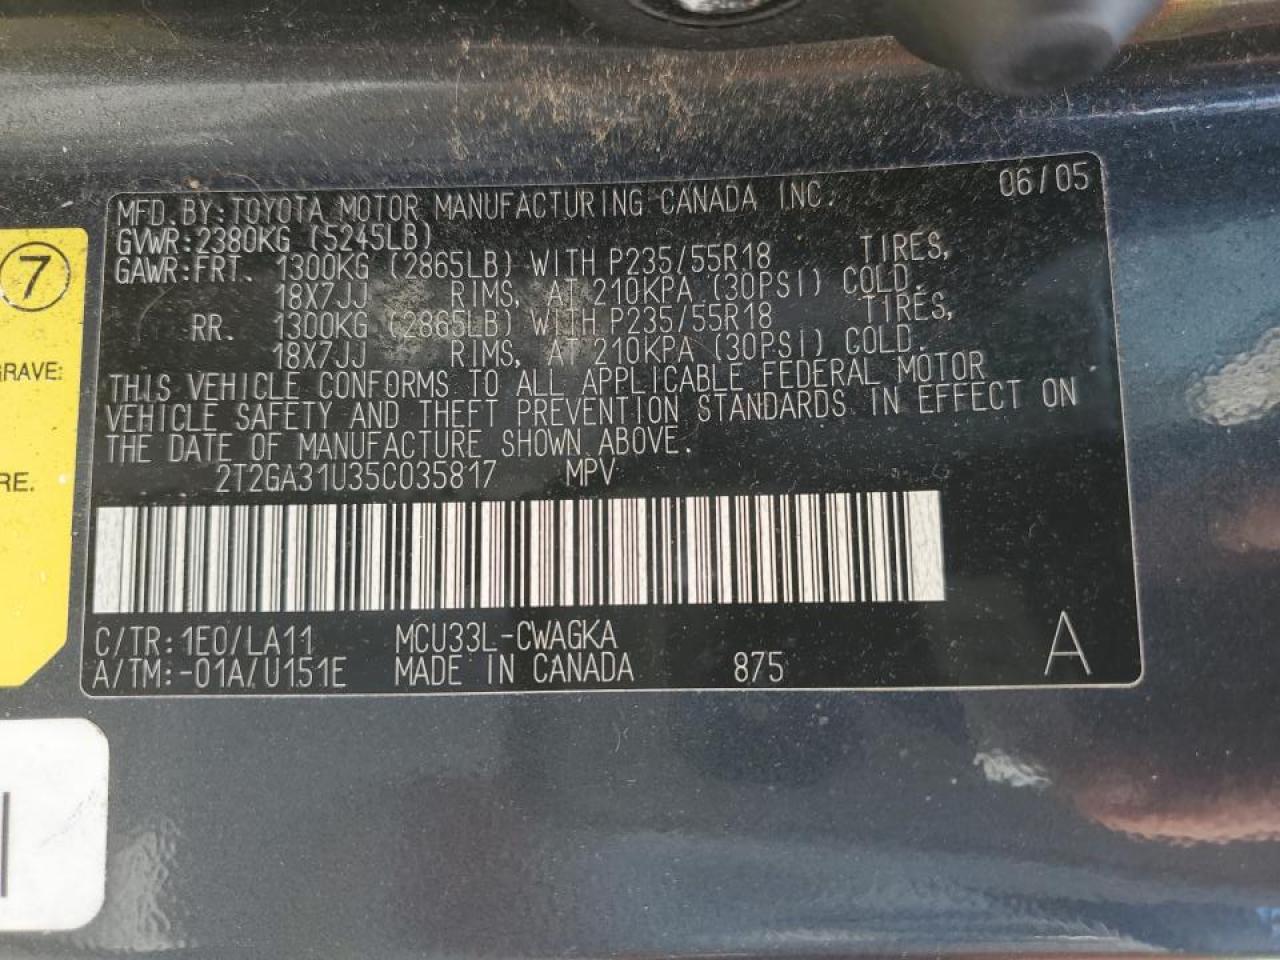 MFD. BY: TOYOTA MOTOR MANUFACTURING CANADA INC. 06/05
GVWR: 2380KG (5245LB)
GAWR: FRT. 1300KG (2865LB) WITH P235/55R18 TIRES,
18X7JJ RIMS, AT 210KPA (30PSI) COLD.
RR. 1300KG (2865LB) WITH P235/55R18 TIRES,
18X7JJ RIMS, AT 210KPA (30PSI) COLD.
THIS VEHICLE CONFORMS TO ALL APPLICABLE FEDERAL MOTOR
VEHICLE SAFETY AND THEFT PREVENTION STANDARDS IN EFFECT ON
THE DATE OF MANUFACTURE SHOWN ABOVE.
2T2GA31U35C035817 MPV
C/TR: 1E0/LA11 MCU33L-CWAGKA
A/TM: -01A/U151E MADE IN CANADA 875 A
7
RAVE:
RE.